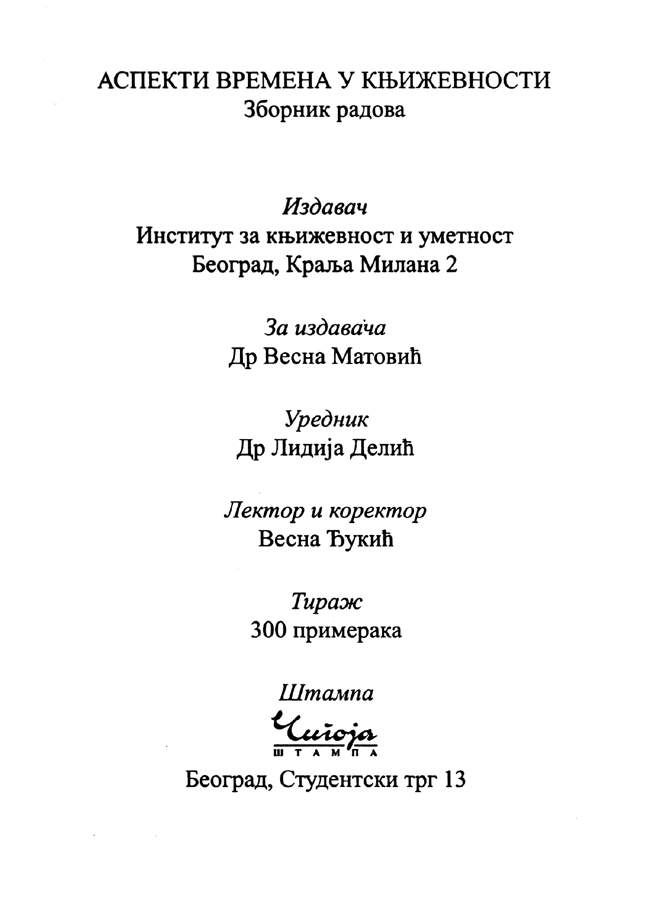 АСПЕКТИ ВРЕМЕНА У КЊИЖЕВНОСТИ
Зборник радова
Издавач
Институт за књижевност и уметност
Београд, Краља Милана 2
За издавача
Др Весна Матовић
Уредник
Др Лидија Делић
Лектор и коректор
Весна Ђукић
Тираж
300 примерака
Штампа
Чигоја
ШТАМПА
Београд, Студентски трг 13